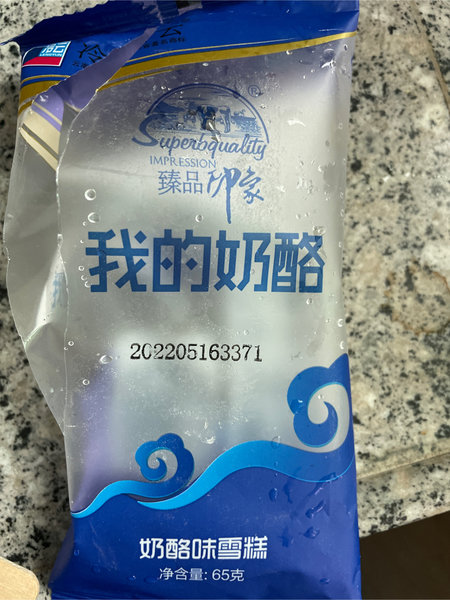 Superbquality
IMPRESSION
臻品印象
®
我的奶酪
202205163371
奶酪味雪糕
净含量: 65克